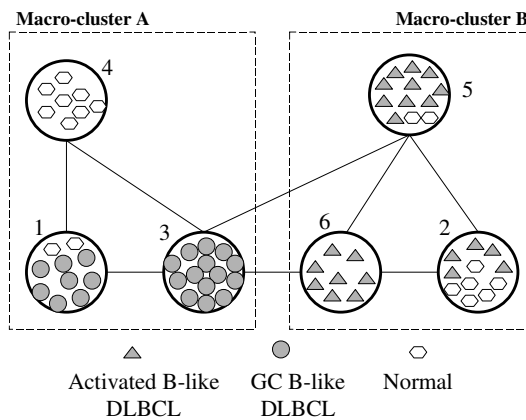 Macro-cluster A
Macro-cluster B
4
5
1
3
6
2
Activated B-like
DLBCL
GC B-like
DLBCL
Normal